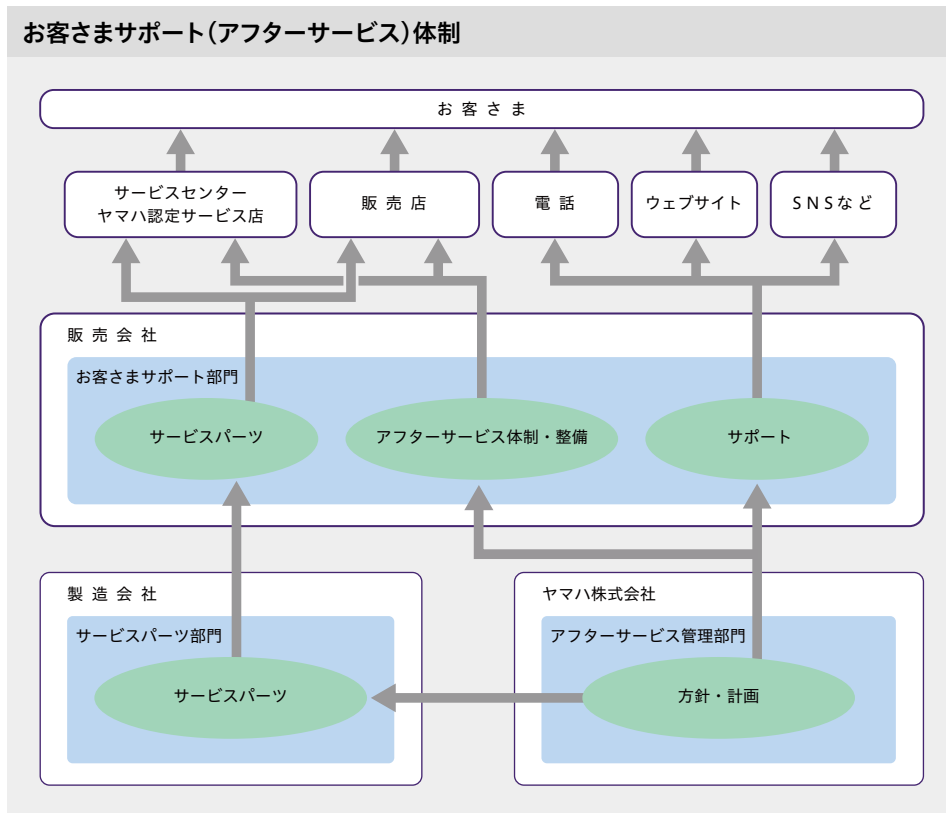 お客さまサポート(アフターサービス)体制
お客さま
サービスセンター
ヤマハ認定サービス店
販売店
電話
ウェブサイト
SNSなど
販売会社
お客さまサポート部門
サービスパーツ
アフターサービス体制・整備
サポート
製造会社
サービスパーツ部門
サービスパーツ
ヤマハ株式会社
アフターサービス管理部門
方針・計画